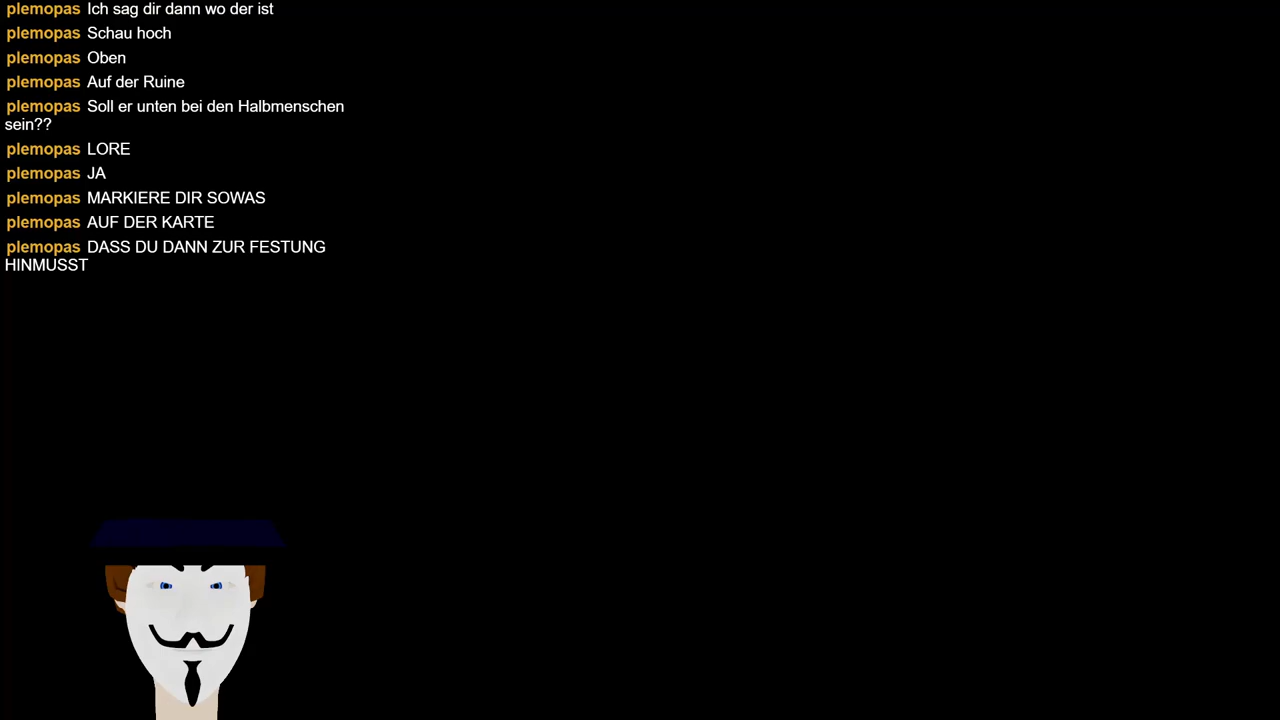 plemopas Ich sag dir dann wo der ist
plemopas Schau hoch
plemopas Oben
plemopas Auf der Ruine
plemopas Soll er unten bei den Halbmenschen
sein??
plemopas LORE
plemopas JA
plemopas MARKIERE DIR SOWAS
plemopas AUF DER KARTE
plemopas DASS DU DANN ZUR FESTUNG
HINMUSST